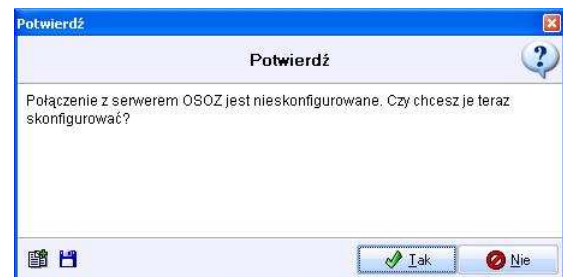 Potwierdź
Potwierdź
Połączenie z serwerem OSOZ jest nieskonfigurowane. Czy chcesz je teraz
skonfigurować?
Tak Nie